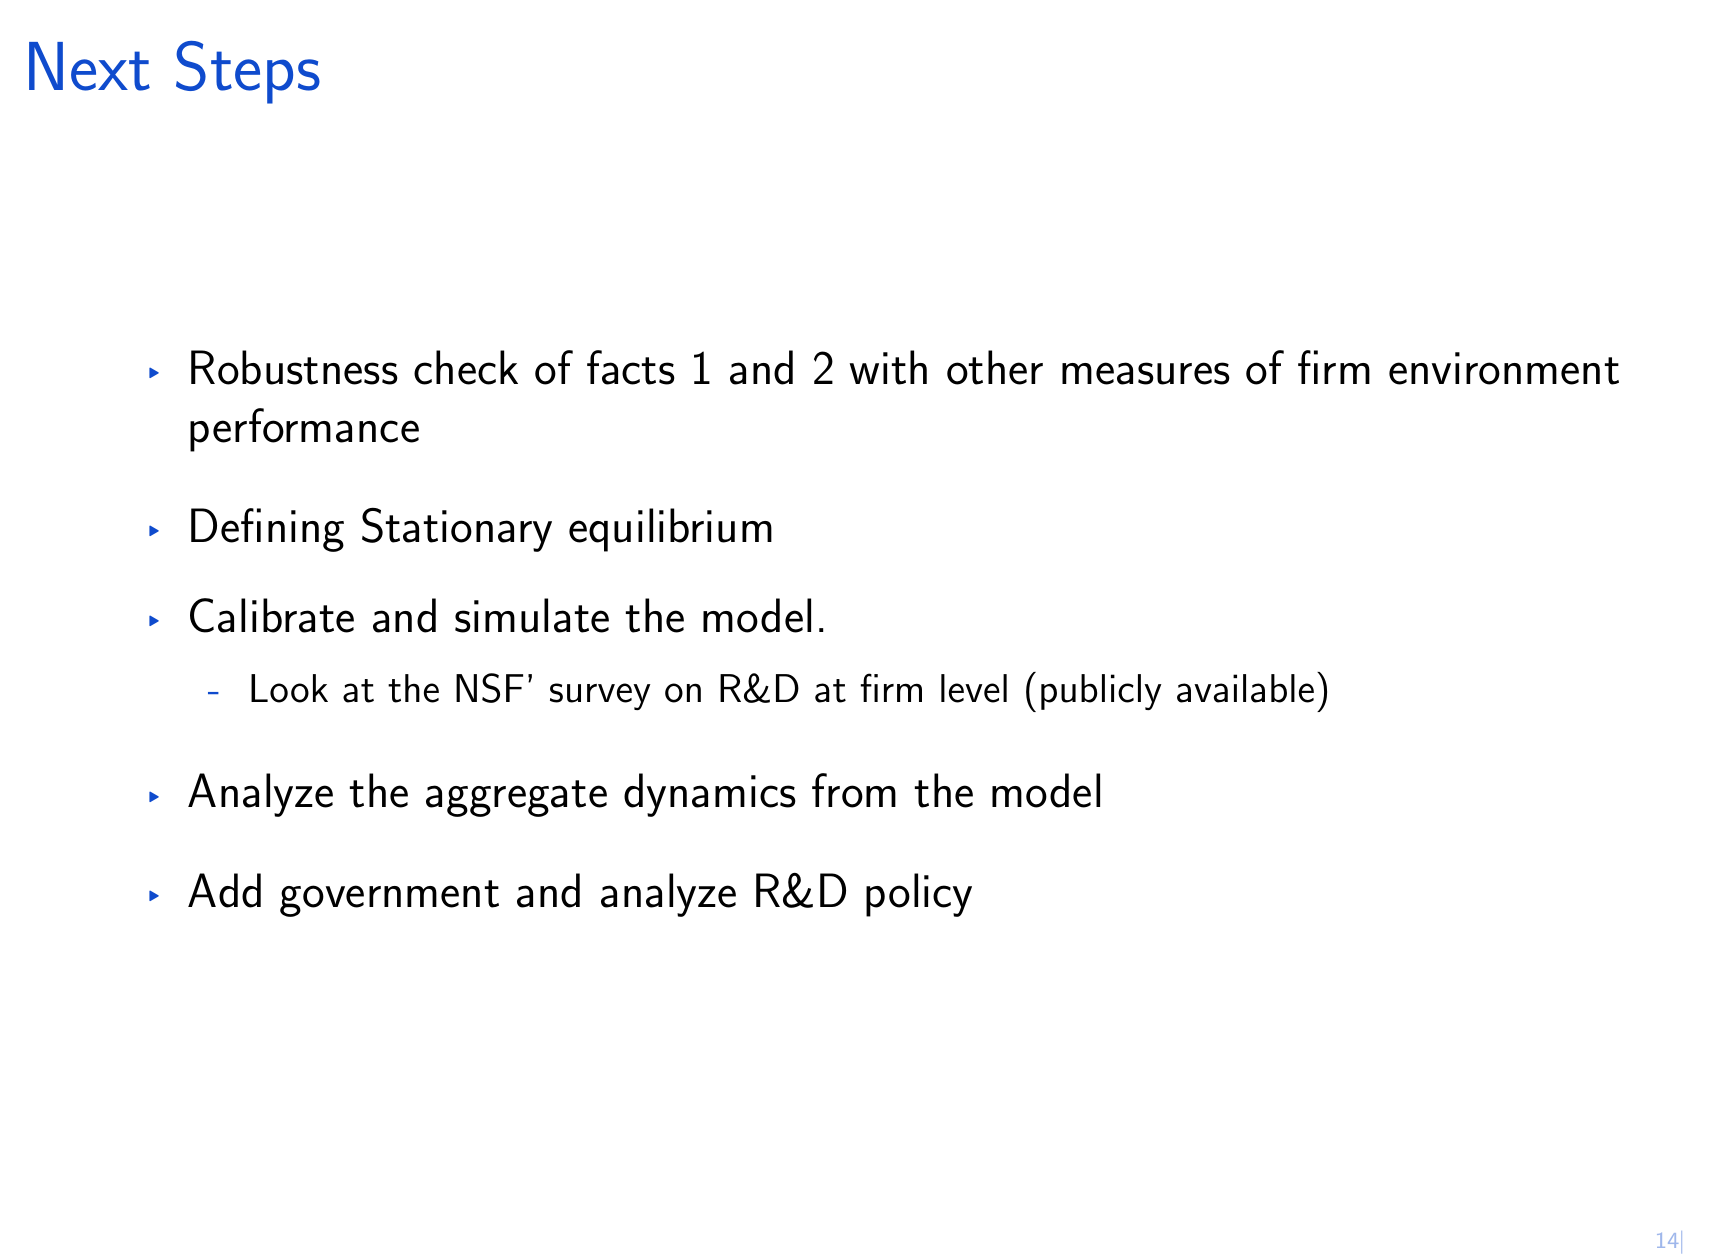 Next Steps
▸ Robustness check of facts 1 and 2 with other measures of firm environment
performance
▸ Defining Stationary equilibrium
▸ Calibrate and simulate the model.
- Look at the NSF' survey on R&D at firm level (publicly available)
▸ Analyze the aggregate dynamics from the model
▸ Add government and analyze R&D policy
14|